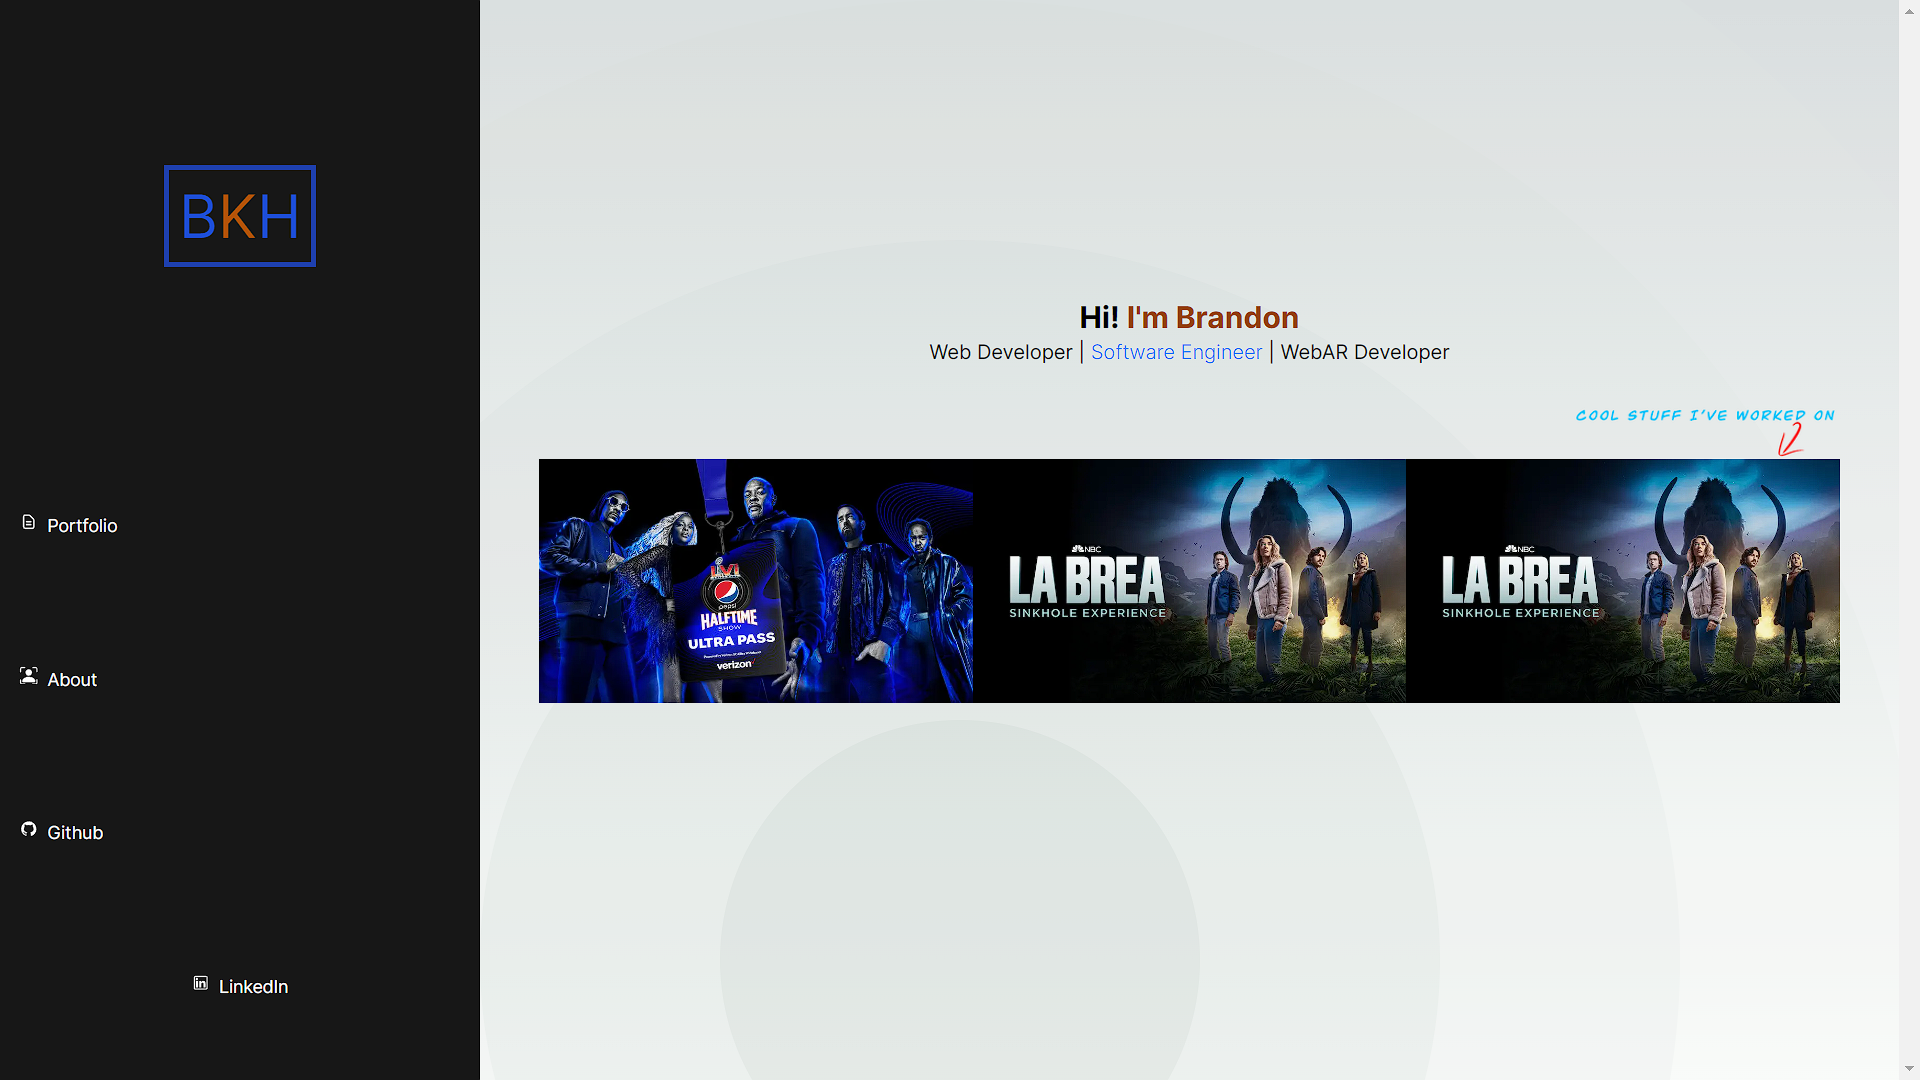 BKH
Portfolio
About
Github
LinkedIn
Hi! I'm Brandon
Web Developer | Software Engineer | WebAR Developer
COOL STUFF I'VE WORKED ON
LVI
pepsi
HALFTIME
SHOW
ULTRA PASS
verizon
NBC
LA BREA
SINKHOLE EXPERIENCE
NBC
LA BREA
SINKHOLE EXPERIENCE